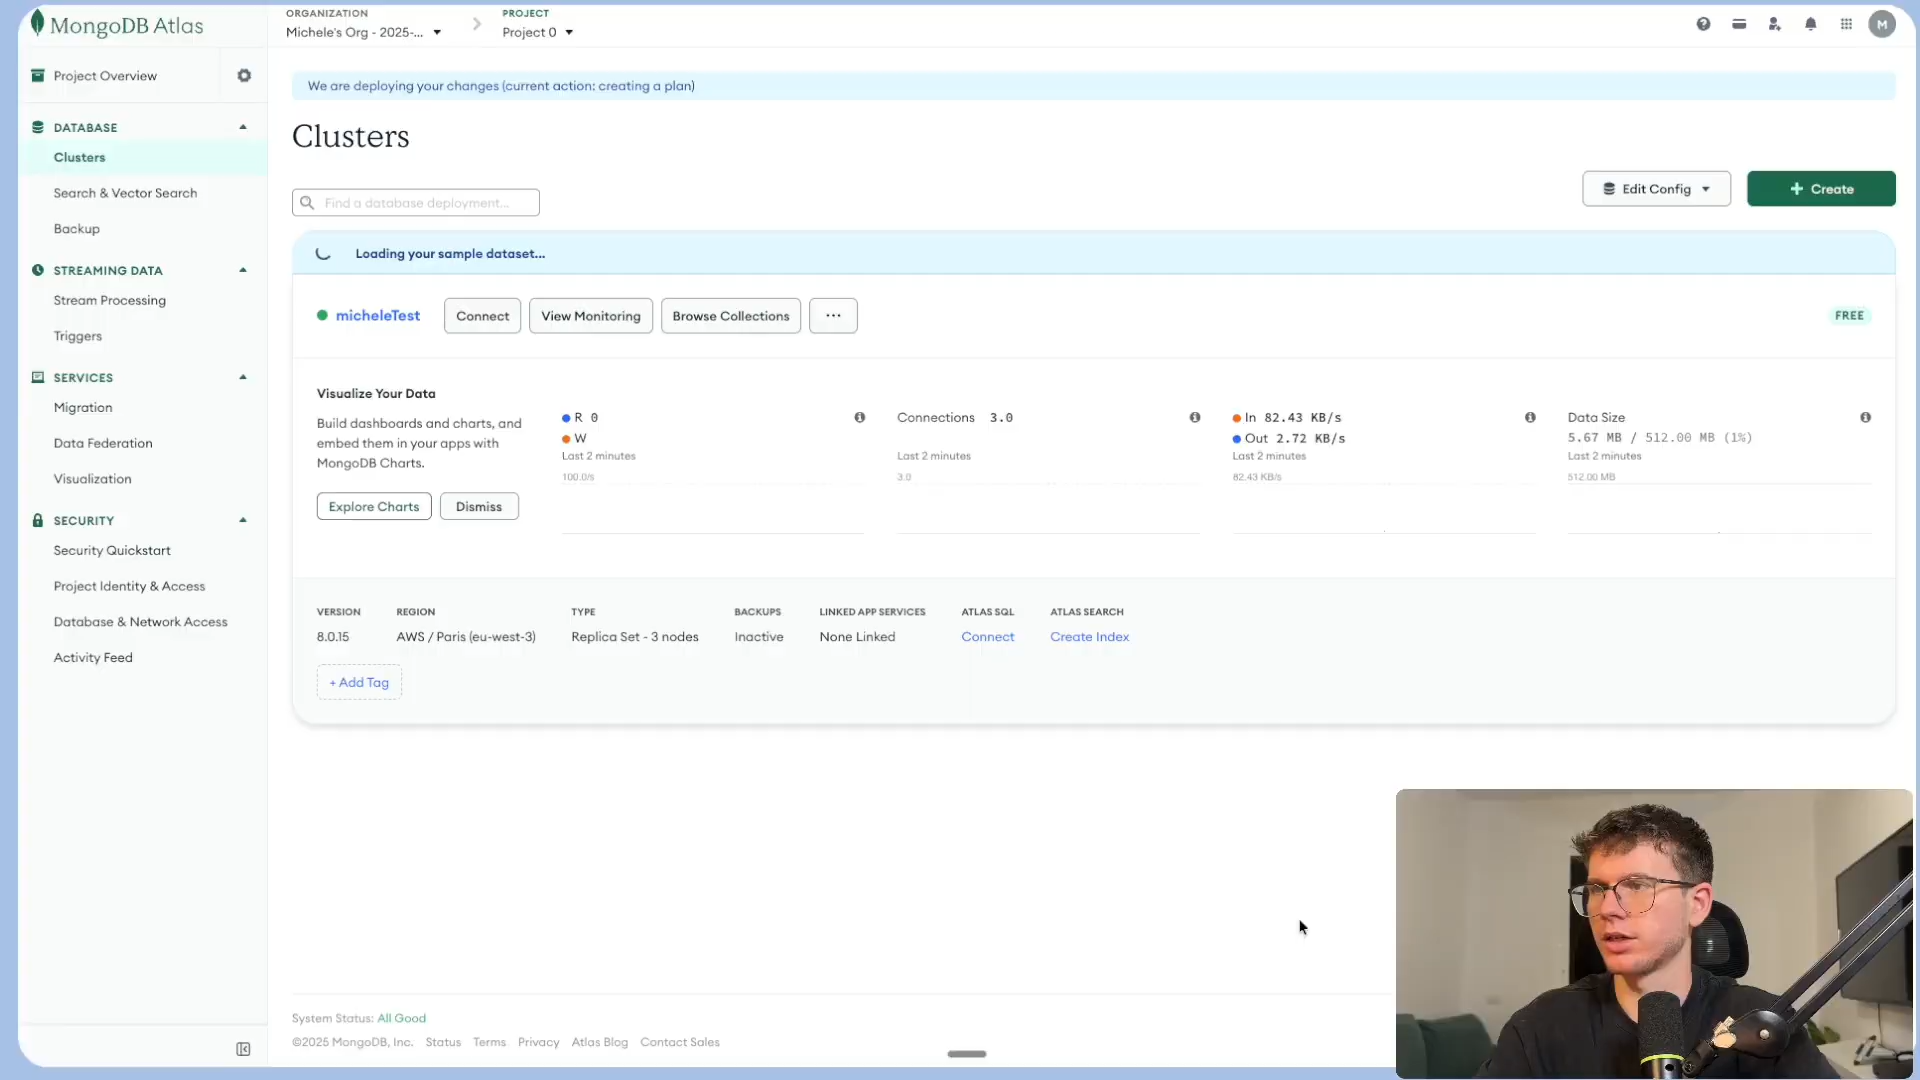 MongoDB Atlas
ORGANIZATION
Michele's Org - 2025-...
PROJECT
Project 0
M
Project Overview
DATABASE
Clusters
Search & Vector Search
Backup
STREAMING DATA
Stream Processing
Triggers
SERVICES
Migration
Data Federation
Visualization
SECURITY
Security Quickstart
Project Identity & Access
Database & Network Access
Activity Feed
We are deploying your changes (current action: creating a plan)
Clusters
Find a database deployment...
Edit Config
+ Create
Loading your sample dataset...
micheleTest
Connect
View Monitoring
Browse Collections
...
FREE
Visualize Your Data
Build dashboards and charts, and
embed them in your apps with
MongoDB Charts.
Explore Charts
Dismiss
R 0
W
Last 2 minutes
100.0/s
Connections 3.0
Last 2 minutes
3.0
In 82.43 KB/s
Out 2.72 KB/s
Last 2 minutes
82.43 KB/s
Data Size
5.67 MB / 512.00 MB (1%)
Last 2 minutes
512.00 MB
VERSION
8.0.15
REGION
AWS / Paris (eu-west-3)
TYPE
Replica Set - 3 nodes
BACKUPS
Inactive
LINKED APP SERVICES
None Linked
ATLAS SQL
Connect
ATLAS SEARCH
Create Index
+ Add Tag
System Status: All Good
©2025 MongoDB, Inc. Status Terms Privacy Atlas Blog Contact Sales